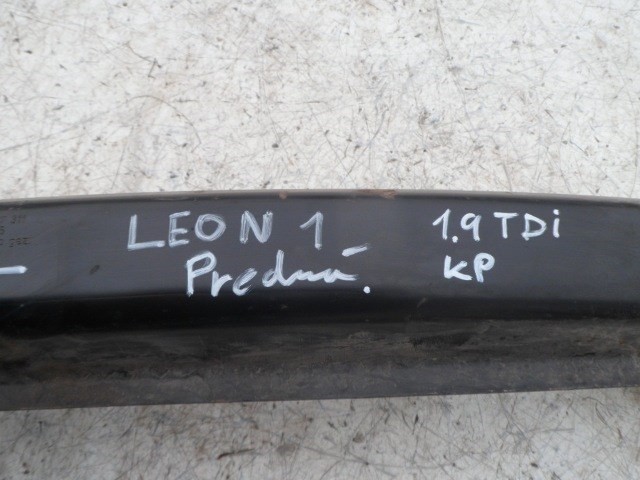 LEON 1 1.9 TDi
Predná. KP